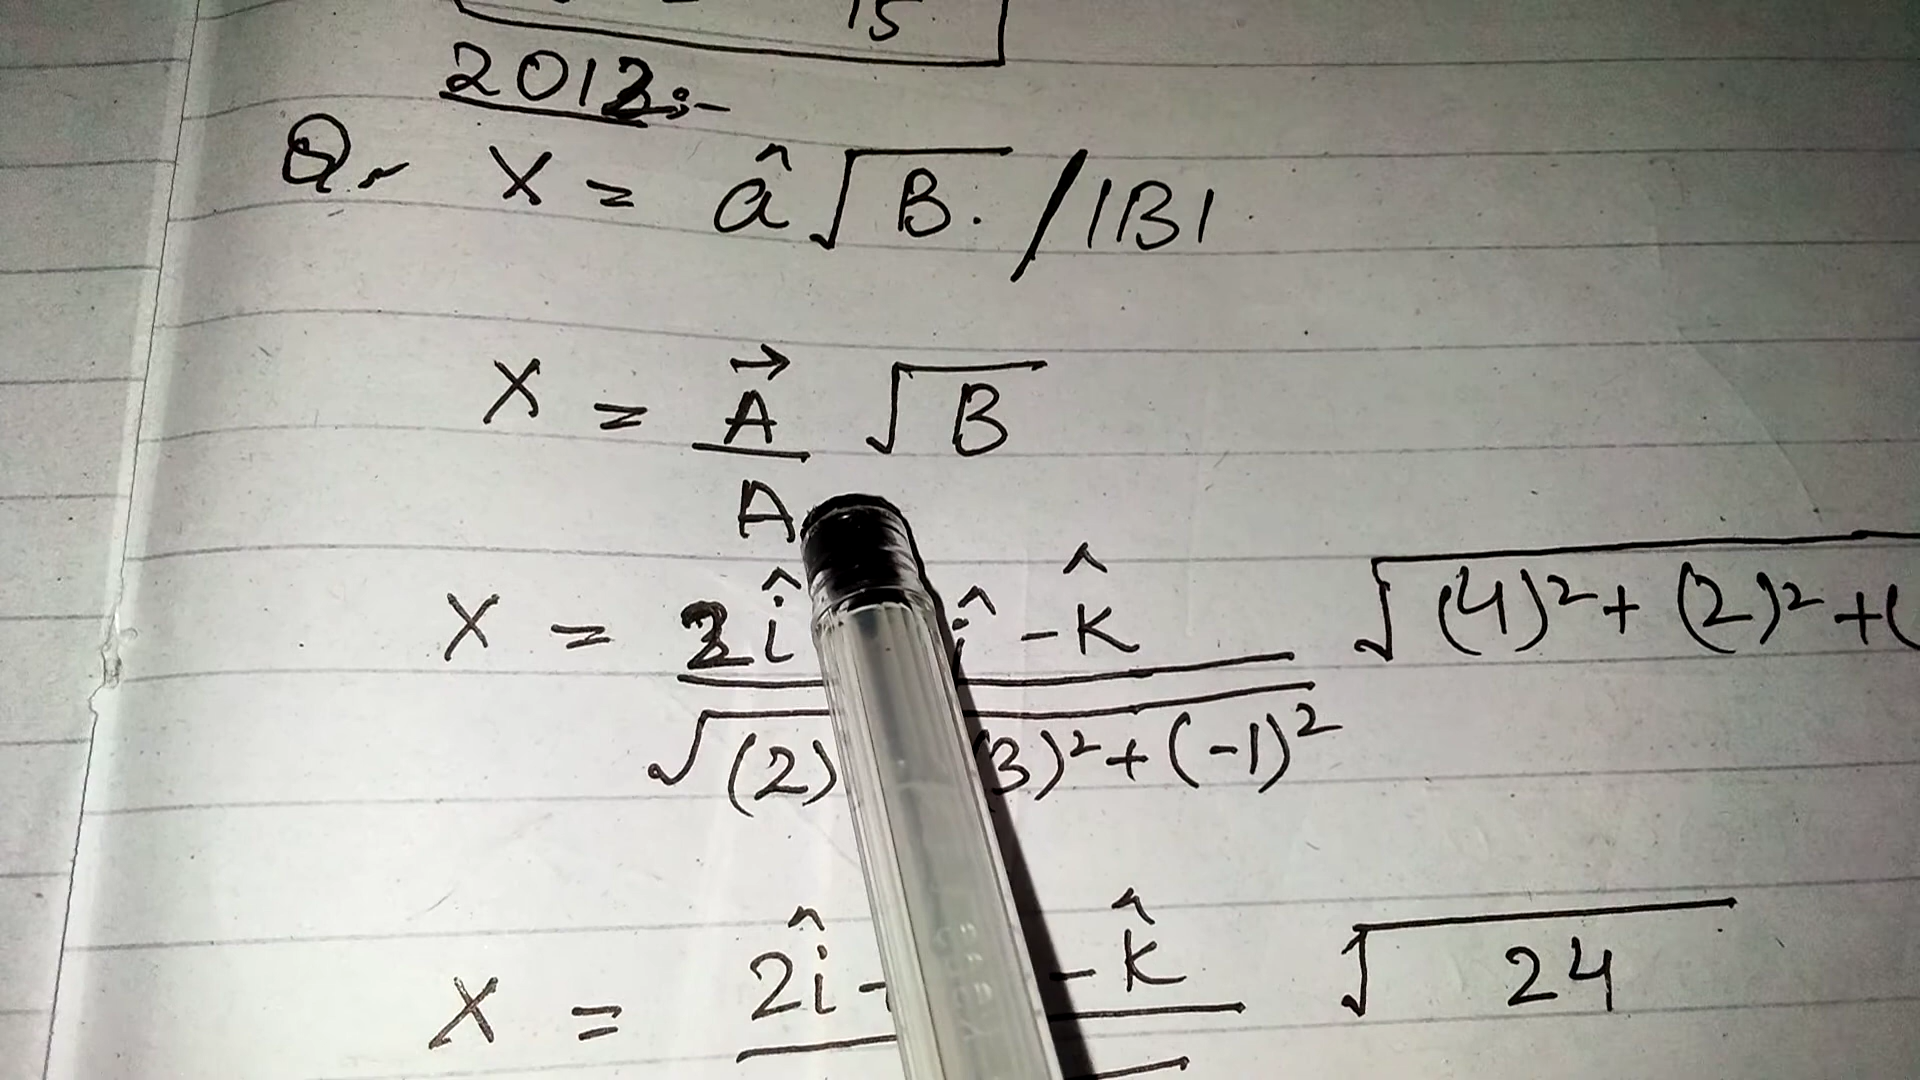 15
2012:-
Q. X = â √B. / |B|
X = A⃗/A √B
X = 2î î - k̂ / √(2) 3)² + (-1)² √(4)² + (2)² + (
X = 2î - - k̂ √24